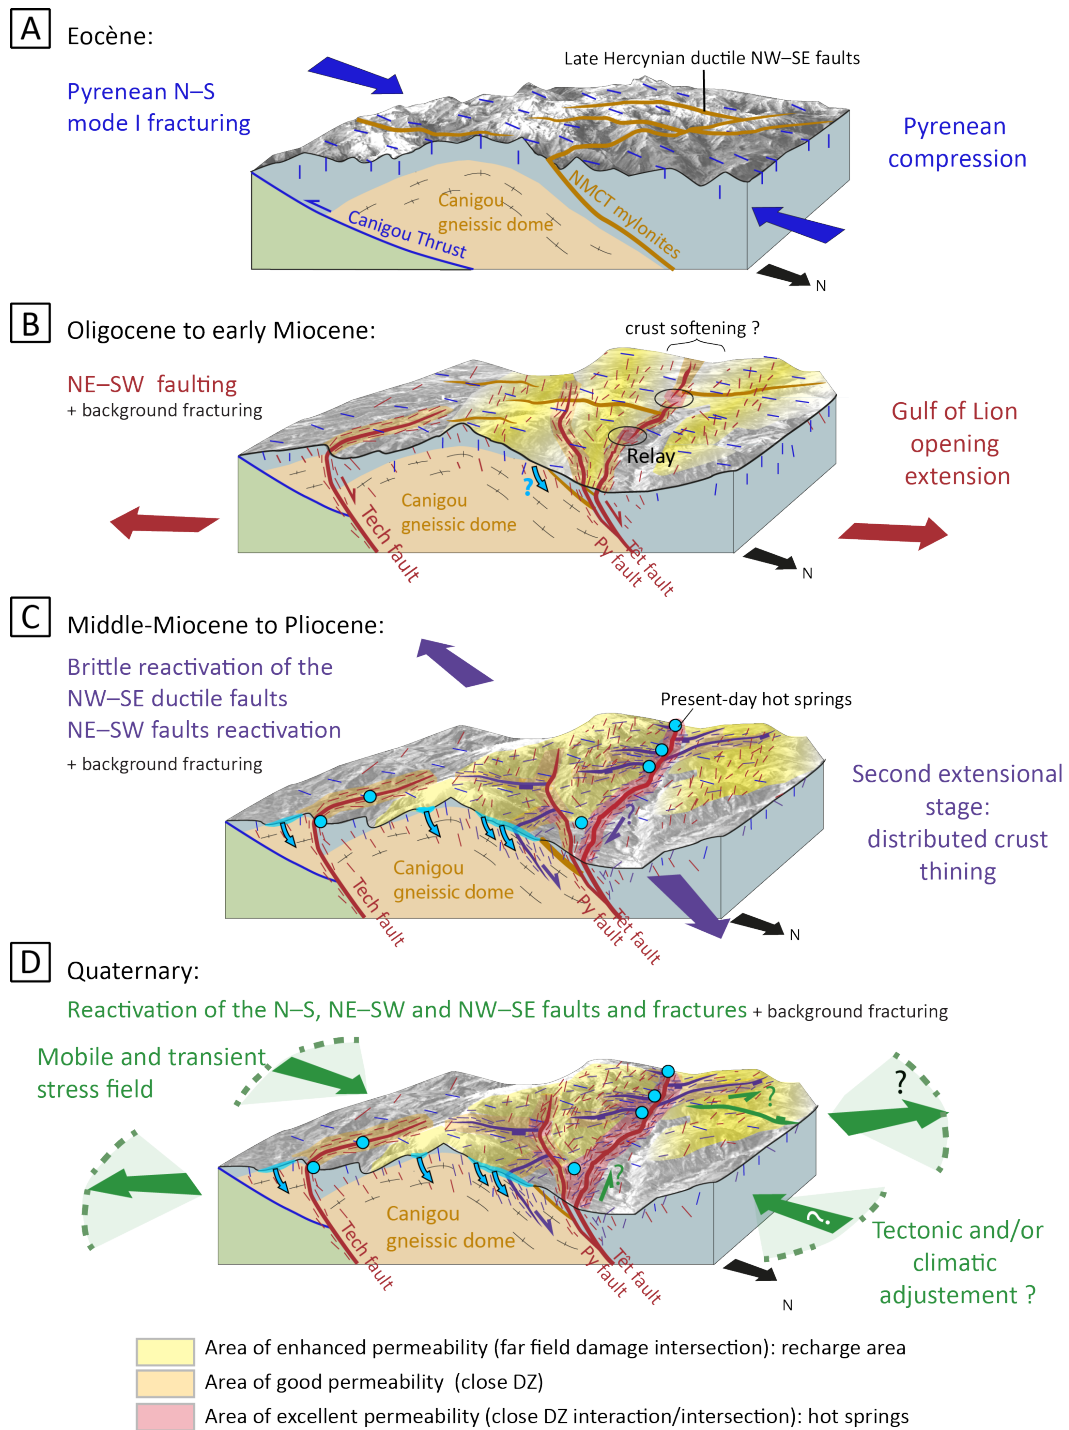 A
Eocène:
Pyrenean N–S
mode I fracturing
Late Hercynian ductile NW–SE faults
Pyrenean
compression
Canigou
gneissic dome
NMCT mylonites
Canigou Thrust
N
B
Oligocene to early Miocene:
crust softening ?
NE–SW faulting
+ background fracturing
Gulf of Lion
opening
extension
Relay
?
Canigou
gneissic dome
Tech fault
Py fault
Têt fault
N
C
Middle-Miocene to Pliocene:
Brittle reactivation of the
NW–SE ductile faults
NE–SW faults reactivation
+ background fracturing
Present-day hot springs
Second extensional
stage:
distributed crust
thining
?
Canigou
gneissic dome
Tech fault
Py fault
Têt fault
N
D
Quaternary:
Reactivation of the N–S, NE–SW and NW–SE faults and fractures + background fracturing
Mobile and transient
stress field
?
?
?
?
Canigou
gneissic dome
Tech fault
Py fault
Têt fault
N
Tectonic and/or
climatic
adjustement ?
Area of enhanced permeability (far field damage intersection): recharge area
Area of good permeability (close DZ)
Area of excellent permeability (close DZ interaction/intersection): hot springs